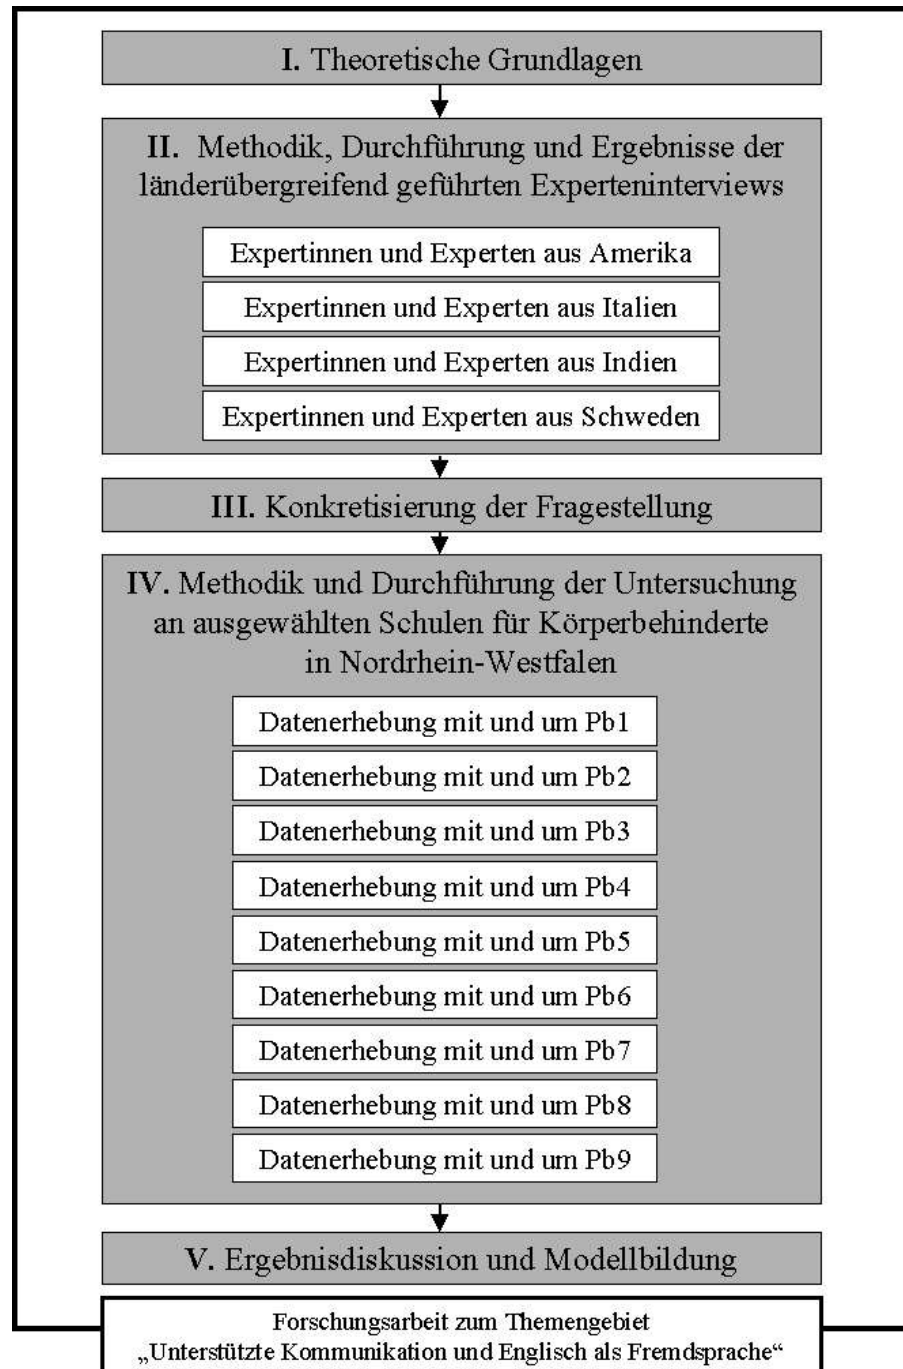 I. Theoretische Grundlagen
II. Methodik, Durchführung und Ergebnisse der
länderübergreifend geführten Experteninterviews
Expertinnen und Experten aus Amerika
Expertinnen und Experten aus Italien
Expertinnen und Experten aus Indien
Expertinnen und Experten aus Schweden
III. Konkretisierung der Fragestellung
IV. Methodik und Durchführung der Untersuchung
an ausgewählten Schulen für Körperbehinderte
in Nordrhein-Westfalen
Datenerhebung mit und um Pb1
Datenerhebung mit und um Pb2
Datenerhebung mit und um Pb3
Datenerhebung mit und um Pb4
Datenerhebung mit und um Pb5
Datenerhebung mit und um Pb6
Datenerhebung mit und um Pb7
Datenerhebung mit und um Pb8
Datenerhebung mit und um Pb9
V. Ergebnisdiskussion und Modellbildung
Forschungsarbeit zum Themengebiet
„Unterstützte Kommunikation und Englisch als Fremdsprache“